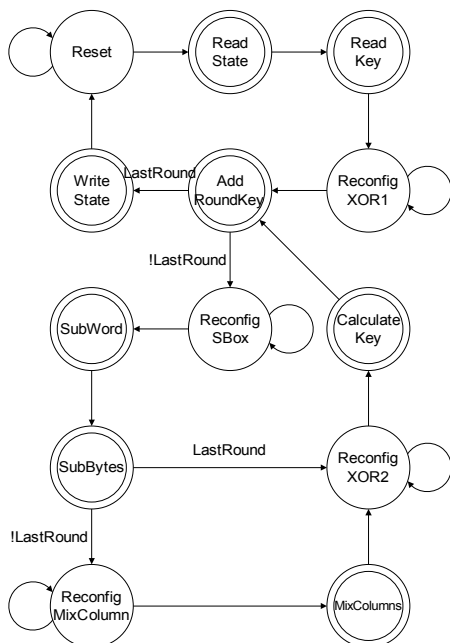 Reset
Read
State
Read
Key
Write
State
LastRound
Add
RoundKey
Reconfig
XOR1
!LastRound
SubWord
Reconfig
SBox
Calculate
Key
SubBytes
LastRound
Reconfig
XOR2
!LastRound
Reconfig
MixColumn
MixColumns